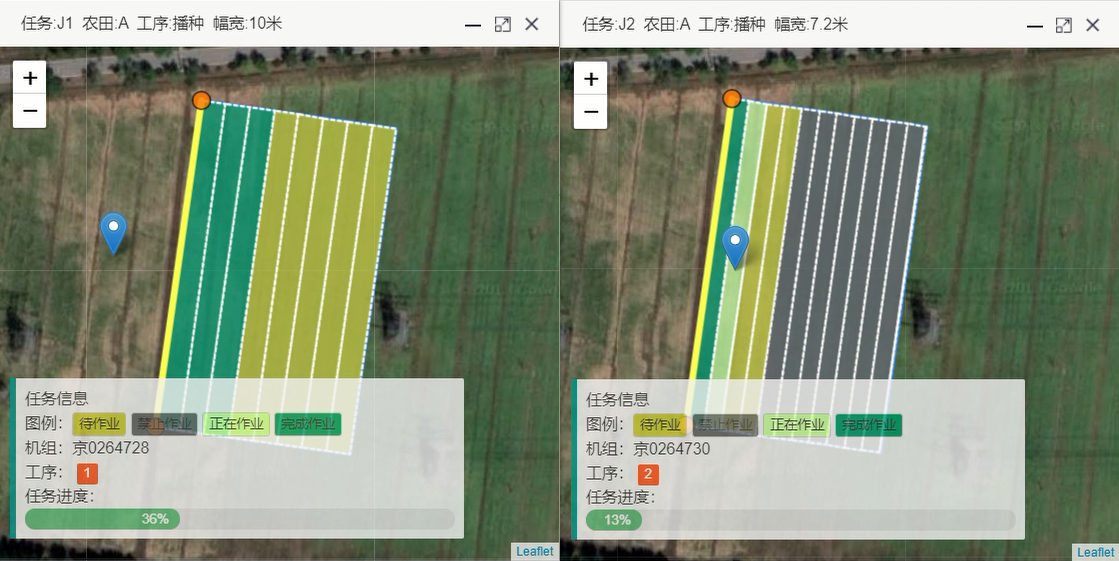 任务:J1 农田:A 工序:播种 幅宽:10米
+
−
任务信息
图例: 待作业 禁止作业 正在作业 完成作业
机组: 京0264728
工序: 1
任务进度:
36%
Leaflet
任务:J2 农田:A 工序:播种 幅宽:7.2米
+
−
任务信息
图例: 待作业 禁止作业 正在作业 完成作业
机组: 京0264730
工序: 2
任务进度:
13%
Leaflet